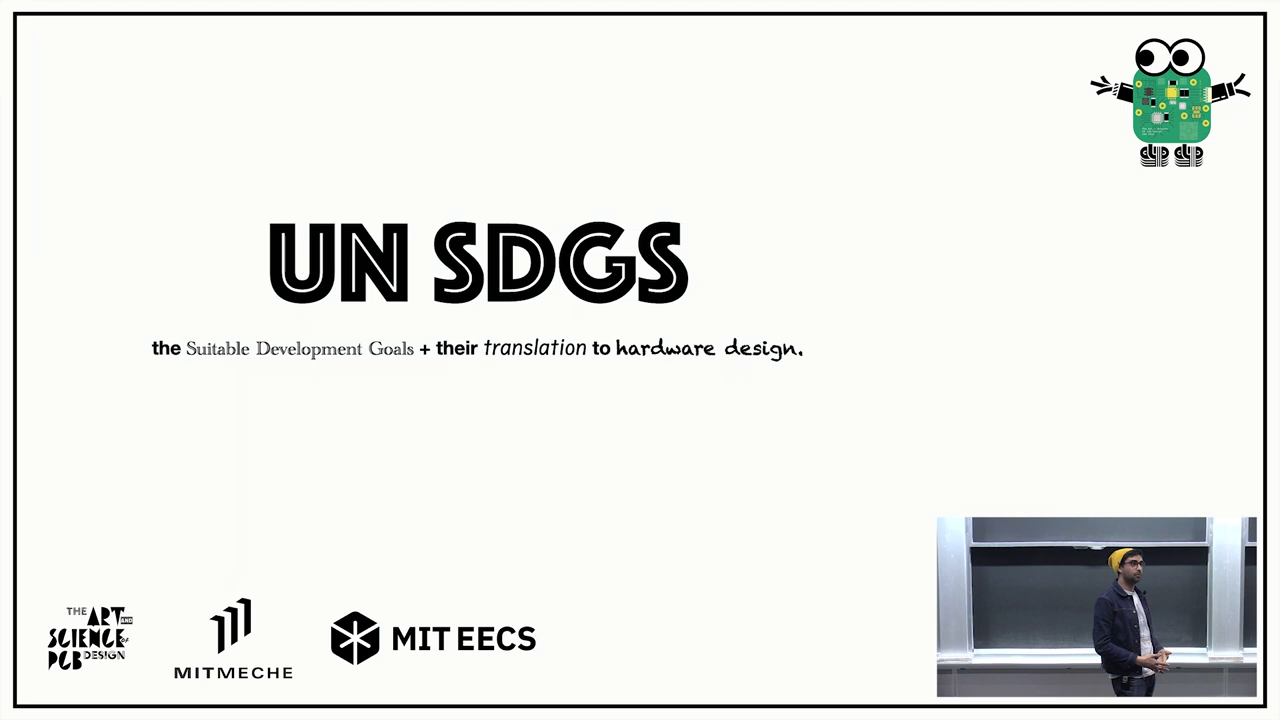 UN SDGS
the Suitable Development Goals + their translation to hardware design.
THE ART AND
SCIENCE OF
PCB DESIGN
MITMECHE
MIT EECS